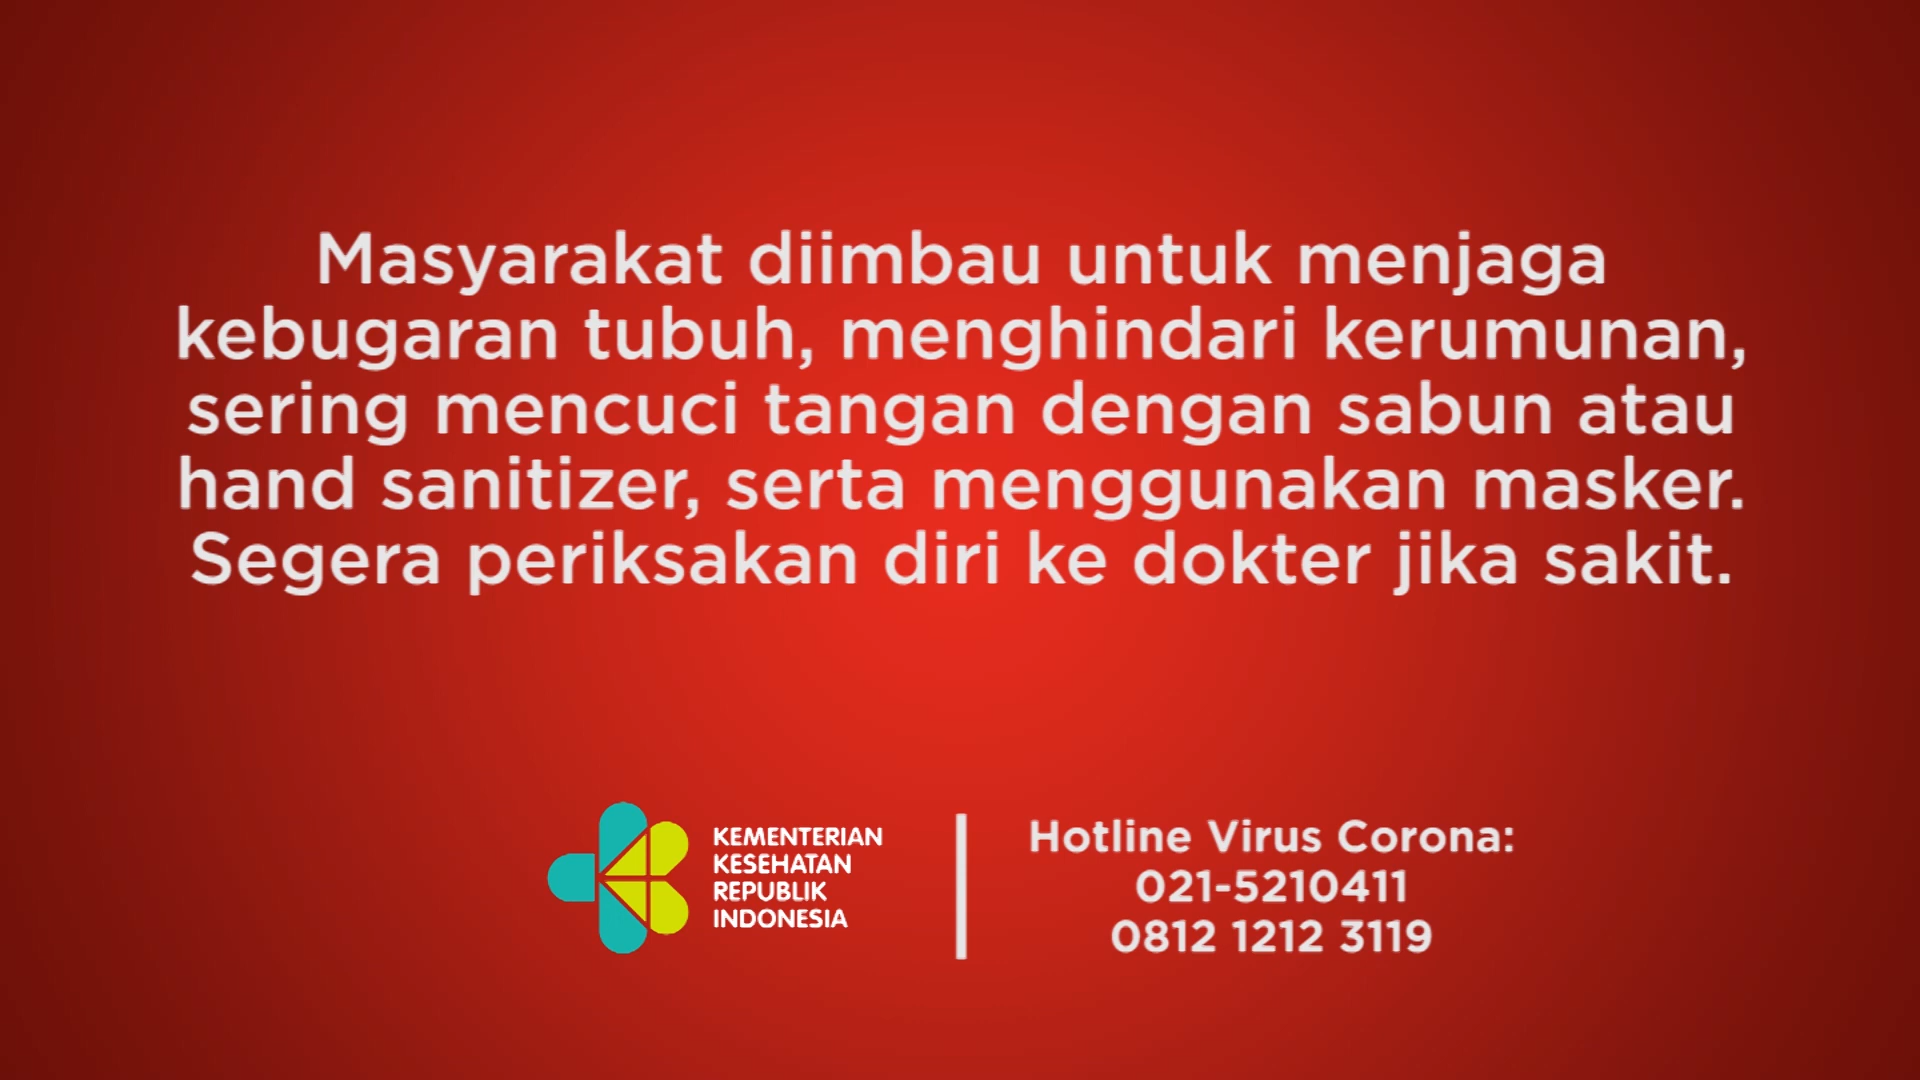 Masyarakat diimbau untuk menjaga
kebugaran tubuh, menghindari kerumunan,
sering mencuci tangan dengan sabun atau
hand sanitizer, serta menggunakan masker.
Segera periksakan diri ke dokter jika sakit.
KEMENTERIAN
KESEHATAN
REPUBLIK
INDONESIA
Hotline Virus Corona:
021-5210411
0812 1212 3119